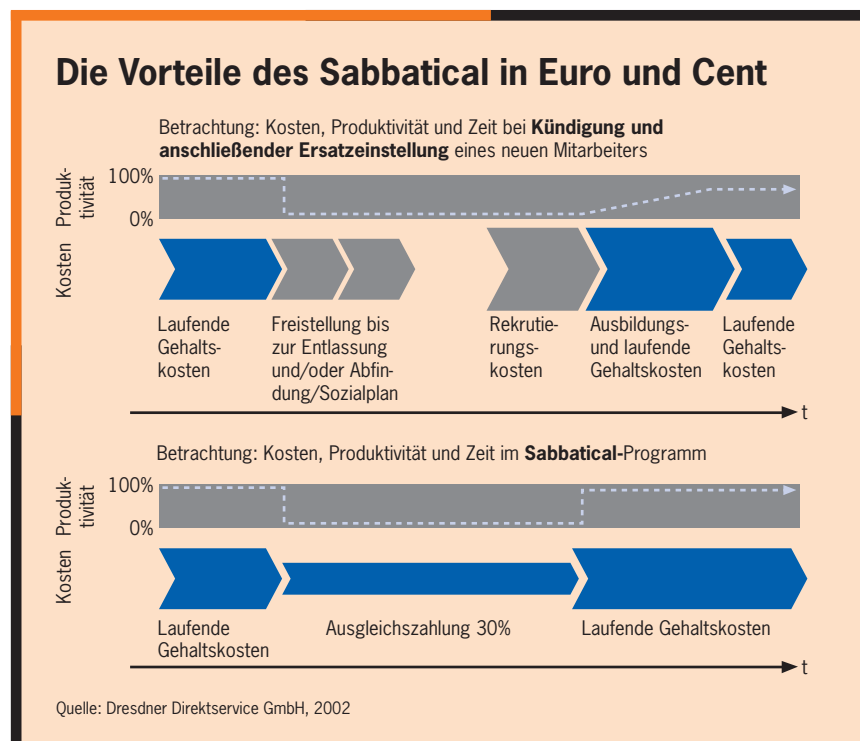 Die Vorteile des Sabbatical in Euro und Cent
Betrachtung: Kosten, Produktivität und Zeit bei Kündigung und
anschließender Ersatzeinstellung eines neuen Mitarbeiters
Produk-
tivität
100%
0%
Kosten
Laufende
Gehalts-
kosten
Freistellung bis
zur Entlassung
und/oder Abfin-
dung/Sozialplan
Rekrutie-
rungs-
kosten
Ausbildungs-
und laufende
Gehaltskosten
Laufende
Gehalts-
kosten
t
Betrachtung: Kosten, Produktivität und Zeit im Sabbatical-Programm
Produk-
tivität
100%
0%
Kosten
Laufende
Gehaltskosten
Ausgleichszahlung 30%
Laufende Gehaltskosten
t
Quelle: Dresdner Direktservice GmbH, 2002